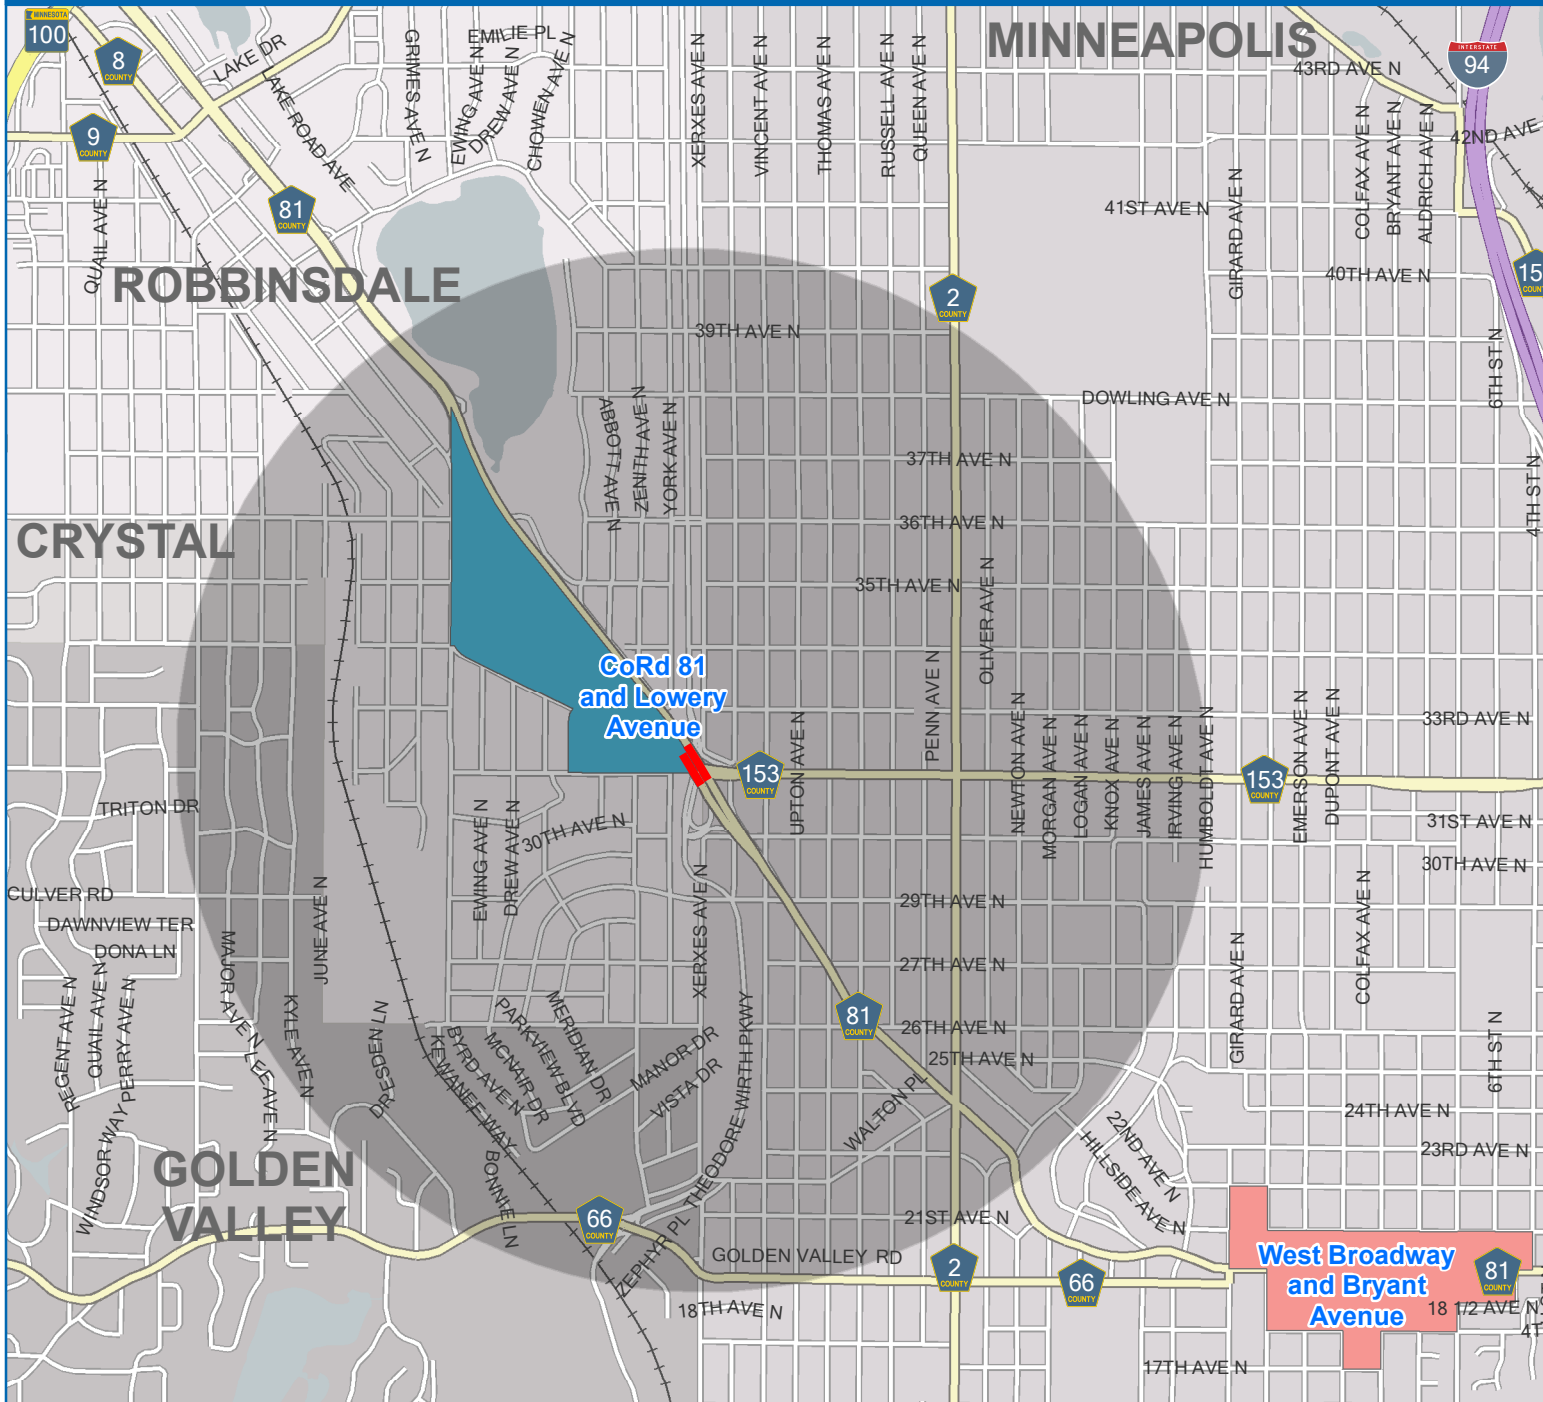 MINNESOTA
100
8
COUNTY
LAKE DR
GRIMES AVE N
EMILIE PL
EWING AVE N
DREW AVE N
CHOWEN AVE N
XERXES AVE N
VINCENT AVE N
THOMAS AVE N
RUSSELL AVE N
QUEEN AVE N
MINNEAPOLIS
43RD AVE N
INTERSTATE
94
9
COUNTY
LAKE ROAD AVE
COLFAX AVE N
BRYANT AVE N
ALDRICH AVE N
42ND AVE
81
COUNTY
QUAIL AVE N
41ST AVE N
GIRARD AVE N
ROBBINSDALE
2
COUNTY
40TH AVE N
15
COUN
39TH AVE N
6TH ST N
ABBOTT AVE N
ZENITH AVE N
YORK AVE N
DOWLING AVE N
37TH AVE N
4TH ST N
CRYSTAL
36TH AVE N
35TH AVE N
OLIVER AVE N
CoRd 81
and Lowery
Avenue
PENN AVE N
UPTON AVE N
NEWTON AVE N
MORGAN AVE N
LOGAN AVE N
KNOX AVE N
JAMES AVE N
IRVING AVE N
HUMBOLDT AVE N
EMERSON AVE N
DUPONT AVE N
33RD AVE N
153
COUNTY
153
COUNTY
TRITON DR
EWING AVE N
DREW AVE N
30TH AVE N
31ST AVE N
30TH AVE N
CULVER RD
DAWNVIEW TER
DONA LN
JUNE AVE N
XERXES AVE N
29TH AVE N
COLFAX AVE N
27TH AVE N
GIRARD AVE N
REGENT AVE N
QUAIL AVE N
PERRY AVE N
MAJOR AVE N
LEE AVE N
KYLE AVE N
DRESDEN LN
KEWANEE WAY
BYRD AVE N
MCNAIR DR
PARKVIEW BLVD
MERIDIAN DR
MANOR DR
VISTA DR
THEODORE WIRTH PKWY
81
COUNTY
26TH AVE N
25TH AVE N
6TH ST N
WALTON PL
24TH AVE N
23RD AVE N
22ND AVE N
HILLSIDE AVE N
WINDSOR WAY
GOLDEN
VALLEY
BONNIE LN
66
COUNTY
ZEPHYR PL
21ST AVE N
GOLDEN VALLEY RD
2
COUNTY
66
COUNTY
West Broadway
and Bryant
Avenue
81
COUNTY
18TH AVE N
18 1/2 AVE N
17TH AVE N